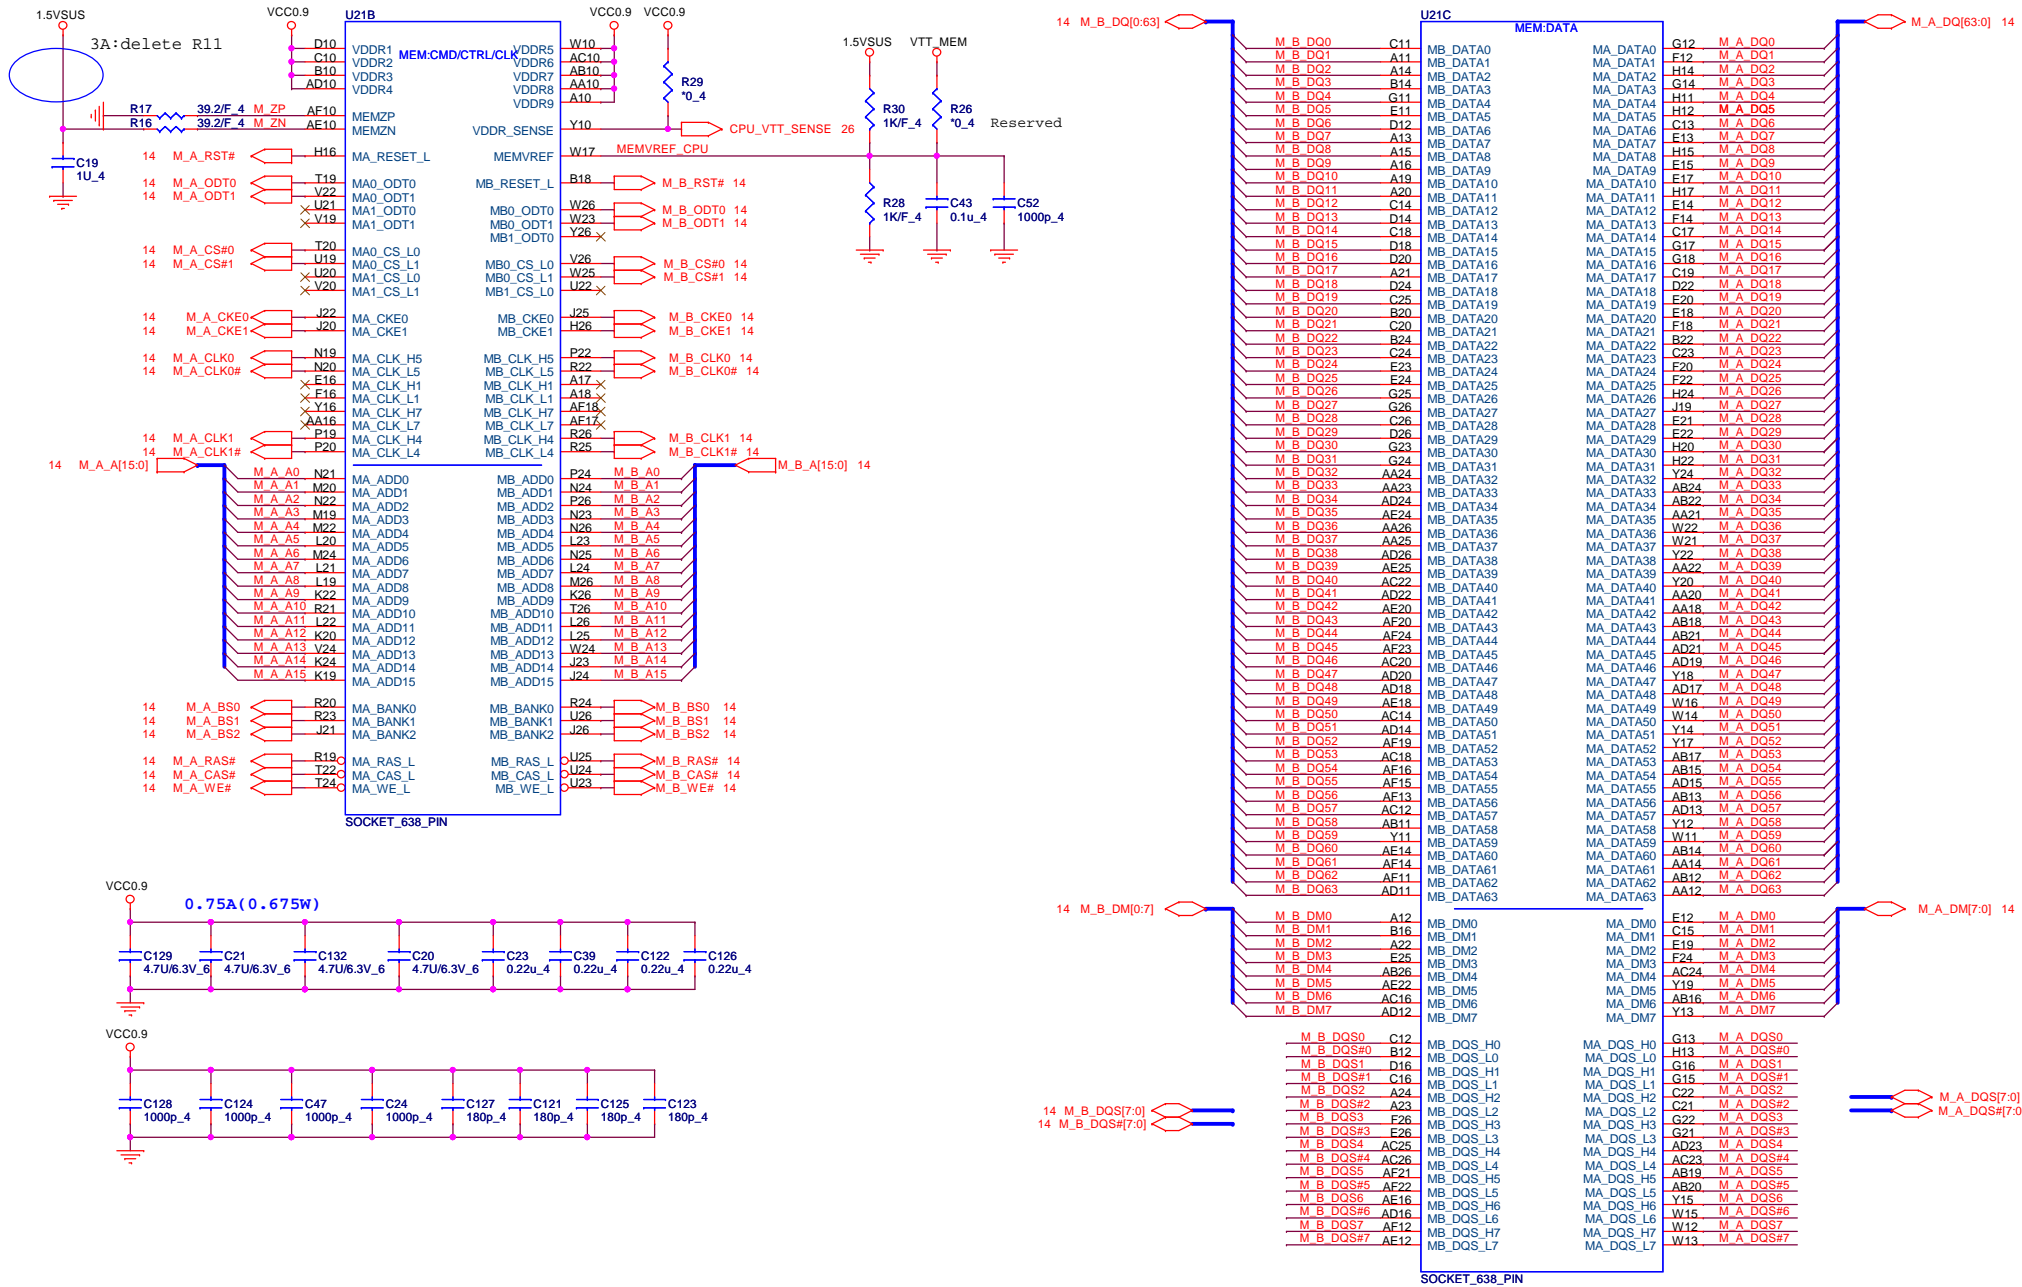 1.5VSUS
3A:delete R11
C19
1U_4
R17 39.2/F_4 M_ZP
R16 39.2/F_4 M_ZN
VCC0.9
VCC0.9
VCC0.9
U21B
MEM:CMD/CTRL/CLK
D10 VDDR1 VDDR5 W10
C10 VDDR2 VDDR6 AC10
B10 VDDR3 VDDR7 AB10
AD10 VDDR4 VDDR8 AA10
VDDR9 A10
AF10 MEMZP
AE10 MEMZN VDDR_SENSE Y10
R29
*0_4
CPU_VTT_SENSE 26
14 M_A_RST# H16 MA_RESET_L MEMVREF W17 MEMVREF_CPU
14 M_A_ODT0 T19 MA0_ODT0 MB_RESET_L B18 M_B_RST# 14
14 M_A_ODT1 V22 MA0_ODT1
U21 MA1_ODT0 MB0_ODT0 W26 M_B_ODT0 14
V19 MA1_ODT1 MB0_ODT1 W23 M_B_ODT1 14
MB1_ODT0 Y26
14 M_A_CS#0 T20 MA0_CS_L0
14 M_A_CS#1 U19 MA0_CS_L1 MB0_CS_L0 V26 M_B_CS#0 14
U20 MA1_CS_L0 MB0_CS_L1 W25 M_B_CS#1 14
V20 MA1_CS_L1 MB1_CS_L0 U22
14 M_A_CKE0 J22 MA_CKE0 MB_CKE0 J25 M_B_CKE0 14
14 M_A_CKE1 J20 MA_CKE1 MB_CKE1 H26 M_B_CKE1 14
14 M_A_CLK0 N19 MA_CLK_H5 MB_CLK_H5 P22 M_B_CLK0 14
14 M_A_CLK0# N20 MA_CLK_L5 MB_CLK_L5 R22 M_B_CLK0# 14
E16 MA_CLK_H1 MB_CLK_H1 A17
F16 MA_CLK_L1 MB_CLK_L1 A18
Y16 MA_CLK_H7 MB_CLK_H7 AF18
AA16 MA_CLK_L7 MB_CLK_L7 AF17
14 M_A_CLK1 P19 MA_CLK_H4 MB_CLK_H4 R26 M_B_CLK1 14
14 M_A_CLK1# P20 MA_CLK_L4 MB_CLK_L4 R25 M_B_CLK1# 14
14 M_A_A[15:0] M_B_A[15:0] 14
M_A_A0 N21 MA_ADD0 MB_ADD0 P24 M_B_A0
M_A_A1 M20 MA_ADD1 MB_ADD1 N24 M_B_A1
M_A_A2 N22 MA_ADD2 MB_ADD2 P26 M_B_A2
M_A_A3 M19 MA_ADD3 MB_ADD3 N23 M_B_A3
M_A_A4 M22 MA_ADD4 MB_ADD4 N26 M_B_A4
M_A_A5 L20 MA_ADD5 MB_ADD5 L23 M_B_A5
M_A_A6 M24 MA_ADD6 MB_ADD6 N25 M_B_A6
M_A_A7 L21 MA_ADD7 MB_ADD7 L24 M_B_A7
M_A_A8 L19 MA_ADD8 MB_ADD8 M26 M_B_A8
M_A_A9 K22 MA_ADD9 MB_ADD9 K26 M_B_A9
M_A_A10 R21 MA_ADD10 MB_ADD10 T26 M_B_A10
M_A_A11 L22 MA_ADD11 MB_ADD11 L26 M_B_A11
M_A_A12 K20 MA_ADD12 MB_ADD12 L25 M_B_A12
M_A_A13 V24 MA_ADD13 MB_ADD13 W24 M_B_A13
M_A_A14 K24 MA_ADD14 MB_ADD14 J23 M_B_A14
M_A_A15 K19 MA_ADD15 MB_ADD15 J24 M_B_A15
14 M_A_BS0 R20 MA_BANK0 MB_BANK0 R24 M_B_BS0 14
14 M_A_BS1 R23 MA_BANK1 MB_BANK1 U26 M_B_BS1 14
14 M_A_BS2 J21 MA_BANK2 MB_BANK2 J26 M_B_BS2 14
14 M_A_RAS# R19 MA_RAS_L MB_RAS_L U25 M_B_RAS# 14
14 M_A_CAS# T22 MA_CAS_L MB_CAS_L U24 M_B_CAS# 14
14 M_A_WE# T24 MA_WE_L MB_WE_L U23 M_B_WE# 14
SOCKET_638_PIN
1.5VSUS VTT_MEM
R30 R26
1K/F_4 *0_4 Reserved
R28 C43 C52
1K/F_4 0.1u_4 1000p_4
VCC0.9
0.75A(0.675W)
C129 C21 C132 C20 C23 C39 C122 C126
4.7U/6.3V_6 4.7U/6.3V_6 4.7U/6.3V_6 4.7U/6.3V_6 0.22u_4 0.22u_4 0.22u_4 0.22u_4
VCC0.9
C128 C124 C47 C24 C127 C121 C125 C123
1000p_4 1000p_4 1000p_4 1000p_4 180p_4 180p_4 180p_4 180p_4
U21C
14 M_B_DQ[0:63] MEM:DATA M_A_DQ[63:0] 14
M_B_DQ0 C11 MB_DATA0 MA_DATA0 G12 M_A_DQ0
M_B_DQ1 A11 MB_DATA1 MA_DATA1 F12 M_A_DQ1
M_B_DQ2 A14 MB_DATA2 MA_DATA2 H14 M_A_DQ2
M_B_DQ3 B14 MB_DATA3 MA_DATA3 G14 M_A_DQ3
M_B_DQ4 G11 MB_DATA4 MA_DATA4 H11 M_A_DQ4
M_B_DQ5 E11 MB_DATA5 MA_DATA5 H12 M_A_DQ5
M_B_DQ6 D12 MB_DATA6 MA_DATA6 C13 M_A_DQ6
M_B_DQ7 A13 MB_DATA7 MA_DATA7 E13 M_A_DQ7
M_B_DQ8 A15 MB_DATA8 MA_DATA8 H15 M_A_DQ8
M_B_DQ9 A16 MB_DATA9 MA_DATA9 E15 M_A_DQ9
M_B_DQ10 A19 MB_DATA10 MA_DATA10 E17 M_A_DQ10
M_B_DQ11 A20 MB_DATA11 MA_DATA11 H17 M_A_DQ11
M_B_DQ12 C14 MB_DATA12 MA_DATA12 E14 M_A_DQ12
M_B_DQ13 D14 MB_DATA13 MA_DATA13 F14 M_A_DQ13
M_B_DQ14 C18 MB_DATA14 MA_DATA14 C17 M_A_DQ14
M_B_DQ15 D18 MB_DATA15 MA_DATA15 G17 M_A_DQ15
M_B_DQ16 D20 MB_DATA16 MA_DATA16 G18 M_A_DQ16
M_B_DQ17 A21 MB_DATA17 MA_DATA17 C19 M_A_DQ17
M_B_DQ18 D24 MB_DATA18 MA_DATA18 D22 M_A_DQ18
M_B_DQ19 C25 MB_DATA19 MA_DATA19 E20 M_A_DQ19
M_B_DQ20 B20 MB_DATA20 MA_DATA20 E18 M_A_DQ20
M_B_DQ21 C20 MB_DATA21 MA_DATA21 F18 M_A_DQ21
M_B_DQ22 B24 MB_DATA22 MA_DATA22 B22 M_A_DQ22
M_B_DQ23 C24 MB_DATA23 MA_DATA23 C23 M_A_DQ23
M_B_DQ24 E23 MB_DATA24 MA_DATA24 F20 M_A_DQ24
M_B_DQ25 E24 MB_DATA25 MA_DATA25 F22 M_A_DQ25
M_B_DQ26 G25 MB_DATA26 MA_DATA26 H24 M_A_DQ26
M_B_DQ27 G26 MB_DATA27 MA_DATA27 J19 M_A_DQ27
M_B_DQ28 C26 MB_DATA28 MA_DATA28 E21 M_A_DQ28
M_B_DQ29 D26 MB_DATA29 MA_DATA29 E22 M_A_DQ29
M_B_DQ30 G23 MB_DATA30 MA_DATA30 H20 M_A_DQ30
M_B_DQ31 G24 MB_DATA31 MA_DATA31 H22 M_A_DQ31
M_B_DQ32 AA24 MB_DATA32 MA_DATA32 Y24 M_A_DQ32
M_B_DQ33 AA23 MB_DATA33 MA_DATA33 AB24 M_A_DQ33
M_B_DQ34 AD24 MB_DATA34 MA_DATA34 AB22 M_A_DQ34
M_B_DQ35 AE24 MB_DATA35 MA_DATA35 AA21 M_A_DQ35
M_B_DQ36 AA26 MB_DATA36 MA_DATA36 W22 M_A_DQ36
M_B_DQ37 AA25 MB_DATA37 MA_DATA37 W21 M_A_DQ37
M_B_DQ38 AD26 MB_DATA38 MA_DATA38 Y22 M_A_DQ38
M_B_DQ39 AE25 MB_DATA39 MA_DATA39 AA22 M_A_DQ39
M_B_DQ40 AC22 MB_DATA40 MA_DATA40 Y20 M_A_DQ40
M_B_DQ41 AD22 MB_DATA41 MA_DATA41 AA20 M_A_DQ41
M_B_DQ42 AE20 MB_DATA42 MA_DATA42 AA18 M_A_DQ42
M_B_DQ43 AF20 MB_DATA43 MA_DATA43 AB18 M_A_DQ43
M_B_DQ44 AF24 MB_DATA44 MA_DATA44 AB21 M_A_DQ44
M_B_DQ45 AF23 MB_DATA45 MA_DATA45 AD21 M_A_DQ45
M_B_DQ46 AC20 MB_DATA46 MA_DATA46 AD19 M_A_DQ46
M_B_DQ47 AD20 MB_DATA47 MA_DATA47 Y18 M_A_DQ47
M_B_DQ48 AD18 MB_DATA48 MA_DATA48 AD17 M_A_DQ48
M_B_DQ49 AE18 MB_DATA49 MA_DATA49 W16 M_A_DQ49
M_B_DQ50 AC14 MB_DATA50 MA_DATA50 W14 M_A_DQ50
M_B_DQ51 AD14 MB_DATA51 MA_DATA51 Y14 M_A_DQ51
M_B_DQ52 AF19 MB_DATA52 MA_DATA52 Y17 M_A_DQ52
M_B_DQ53 AC18 MB_DATA53 MA_DATA53 AB17 M_A_DQ53
M_B_DQ54 AF16 MB_DATA54 MA_DATA54 AB15 M_A_DQ54
M_B_DQ55 AF15 MB_DATA55 MA_DATA55 AD15 M_A_DQ55
M_B_DQ56 AF13 MB_DATA56 MA_DATA56 AB13 M_A_DQ56
M_B_DQ57 AC12 MB_DATA57 MA_DATA57 AD13 M_A_DQ57
M_B_DQ58 AB11 MB_DATA58 MA_DATA58 Y12 M_A_DQ58
M_B_DQ59 Y11 MB_DATA59 MA_DATA59 W11 M_A_DQ59
M_B_DQ60 AE14 MB_DATA60 MA_DATA60 AB14 M_A_DQ60
M_B_DQ61 AF14 MB_DATA61 MA_DATA61 AA14 M_A_DQ61
M_B_DQ62 AF11 MB_DATA62 MA_DATA62 AB12 M_A_DQ62
M_B_DQ63 AD11 MB_DATA63 MA_DATA63 AA12 M_A_DQ63
14 M_B_DM[0:7] M_A_DM[7:0] 14
M_B_DM0 A12 MB_DM0 MA_DM0 E12 M_A_DM0
M_B_DM1 B16 MB_DM1 MA_DM1 C15 M_A_DM1
M_B_DM2 A22 MB_DM2 MA_DM2 E19 M_A_DM2
M_B_DM3 E25 MB_DM3 MA_DM3 F24 M_A_DM3
M_B_DM4 AB26 MB_DM4 MA_DM4 AC24 M_A_DM4
M_B_DM5 AE22 MB_DM5 MA_DM5 Y19 M_A_DM5
M_B_DM6 AC16 MB_DM6 MA_DM6 AB16 M_A_DM6
M_B_DM7 AD12 MB_DM7 MA_DM7 Y13 M_A_DM7
M_B_DQS0 C12 MB_DQS_H0 MA_DQS_H0 G13 M_A_DQS0
M_B_DQS#0 B12 MB_DQS_L0 MA_DQS_L0 H13 M_A_DQS#0
M_B_DQS1 D16 MB_DQS_H1 MA_DQS_H1 G16 M_A_DQS1
M_B_DQS#1 C16 MB_DQS_L1 MA_DQS_L1 G15 M_A_DQS#1
M_B_DQS2 A24 MB_DQS_H2 MA_DQS_H2 C22 M_A_DQS2 M_A_DQS[7:0]
14 M_B_DQS[7:0] M_B_DQS#2 A23 MB_DQS_L2 MA_DQS_L2 C21 M_A_DQS#2 M_A_DQS#[7:0
14 M_B_DQS#[7:0] M_B_DQS3 F26 MB_DQS_H3 MA_DQS_H3 G22 M_A_DQS3
M_B_DQS#3 E26 MB_DQS_L3 MA_DQS_L3 G21 M_A_DQS#3
M_B_DQS4 AC25 MB_DQS_H4 MA_DQS_H4 AD23 M_A_DQS4
M_B_DQS#4 AC26 MB_DQS_L4 MA_DQS_L4 AC23 M_A_DQS#4
M_B_DQS5 AF21 MB_DQS_H5 MA_DQS_H5 AB19 M_A_DQS5
M_B_DQS#5 AF22 MB_DQS_L5 MA_DQS_L5 AB20 M_A_DQS#5
M_B_DQS6 AE16 MB_DQS_H6 MA_DQS_H6 Y15 M_A_DQS6
M_B_DQS#6 AD16 MB_DQS_L6 MA_DQS_L6 W15 M_A_DQS#6
M_B_DQS7 AF12 MB_DQS_H7 MA_DQS_H7 W12 M_A_DQS7
M_B_DQS#7 AE12 MB_DQS_L7 MA_DQS_L7 W13 M_A_DQS#7
SOCKET_638_PIN